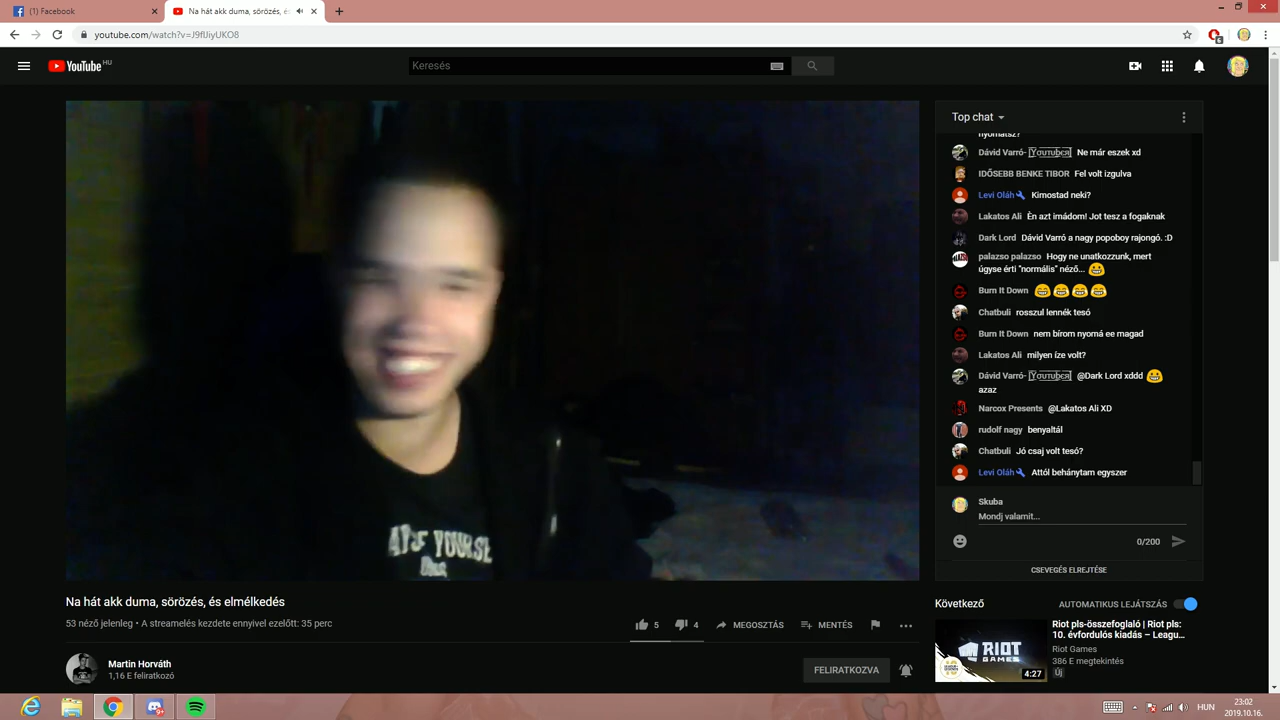 (1) Facebook
Na hát akk duma, sörözés, és
youtube.com/watch?v=J9fUiyUKO8
YouTube HU
Keresés
Top chat
nyomatsz?
Dávid Varró- [YouTubeR] Ne már eszek xd
IDŐSEBB BENKE TIBOR Fel volt izgulva
Levi Oláh Kimostad neki?
Lakatos Ali Èn azt imádom! Jot tesz a fogaknak
Dark Lord Dávid Varró a nagy popoboy rajongó. :D
palazso palazso Hogy ne unatkozzunk, mert
úgyse érti "normális" néző... 😀
Burn It Down 😂😂😂😂
Chatbuli rosszul lennék tesó
Burn It Down nem bírom nyomá ee magad
Lakatos Ali milyen íze volt?
Dávid Varró- [YouTubeR] @Dark Lord xddd 😀
azaz
Narcox Presents @Lakatos Ali XD
rudolf nagy benyaltál
Chatbuli Jó csaj volt tesó?
Levi Oláh Attól behánytam egyszer
Skuba
Mondj valamit...
0/200
CSEVEGÉS ELREJTÉSE
Na hát akk duma, sörözés, és elmélkedés
53 néző jelenleg • A streamelés kezdete ennyivel ezelőtt: 35 perc
5
4
MEGOSZTÁS
MENTÉS
Martin Horváth
1,16 E feliratkozó
FELIRATKOZVA
Következő
AUTOMATIKUS LEJÁTSZÁS
RIOT
GAMES
4:27
Riot pls-összefoglaló | Riot pls:
10. évfordulós kiadás – Leagu...
Riot Games
386 E megtekintés
Új
HUN
23:02
2019.10.16.